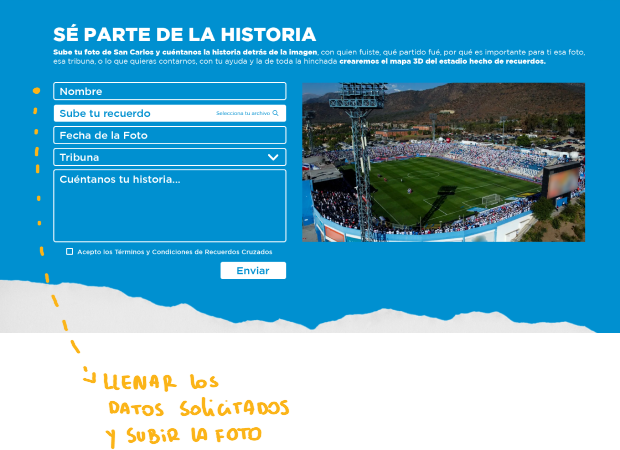 SÉ PARTE DE LA HISTORIA
Sube tu foto de San Carlos y cuéntanos la historia detrás de la imagen, con quien fuiste, qué partido fué, por qué es importante para ti esa foto,
esa tribuna, o lo que quieras contarnos, con tu ayuda y la de toda la hinchada crearemos el mapa 3D del estadio hecho de recuerdos.
Nombre
Sube tu recuerdo Selecciona tu archivo
Fecha de la Foto
Tribuna
Cuéntanos tu historia...
Acepto los Términos y Condiciones de Recuerdos Cruzados
Enviar
LLENAR los
DATOS SoliciTADOS
y SUBIR LA FOTO